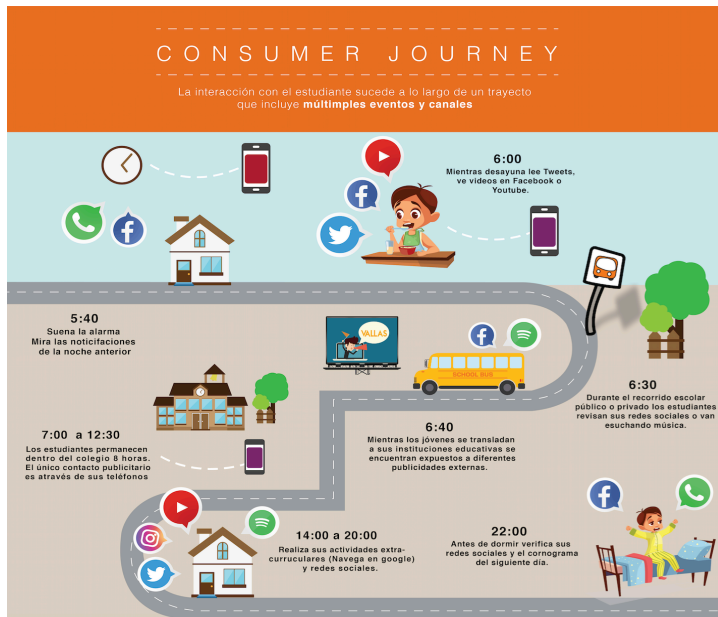 CONSUMER JOURNEY
La interacción con el estudiante sucede a lo largo de un trayecto
que incluye múltimples eventos y canales
6:00
Mientras desayuna lee Tweets,
ve videos en Facebook o
Youtube.
5:40
Suena la alarma
Mira las noticifaciones
de la noche anterior
VALLAS
SCHOOL BUS
6:30
Durante el recorrido escolar
público o privado los estudiantes
revisan sus redes sociales o van
esuchando música.
6:40
Mientras los jóvenes se transladan
a sus instituciones educativas se
encuentran expuestos a diferentes
publicidades externas.
7:00 a 12:30
Los estudiantes permanecen
dentro del colegio 8 horas.
El único contacto publicitario
es através de sus teléfonos
14:00 a 20:00
Realiza sus actividades extra-
curruculares (Navega en google)
y redes sociales.
22:00
Antes de dormir verifica sus
redes sociales y el cornograma
del siguiente día.